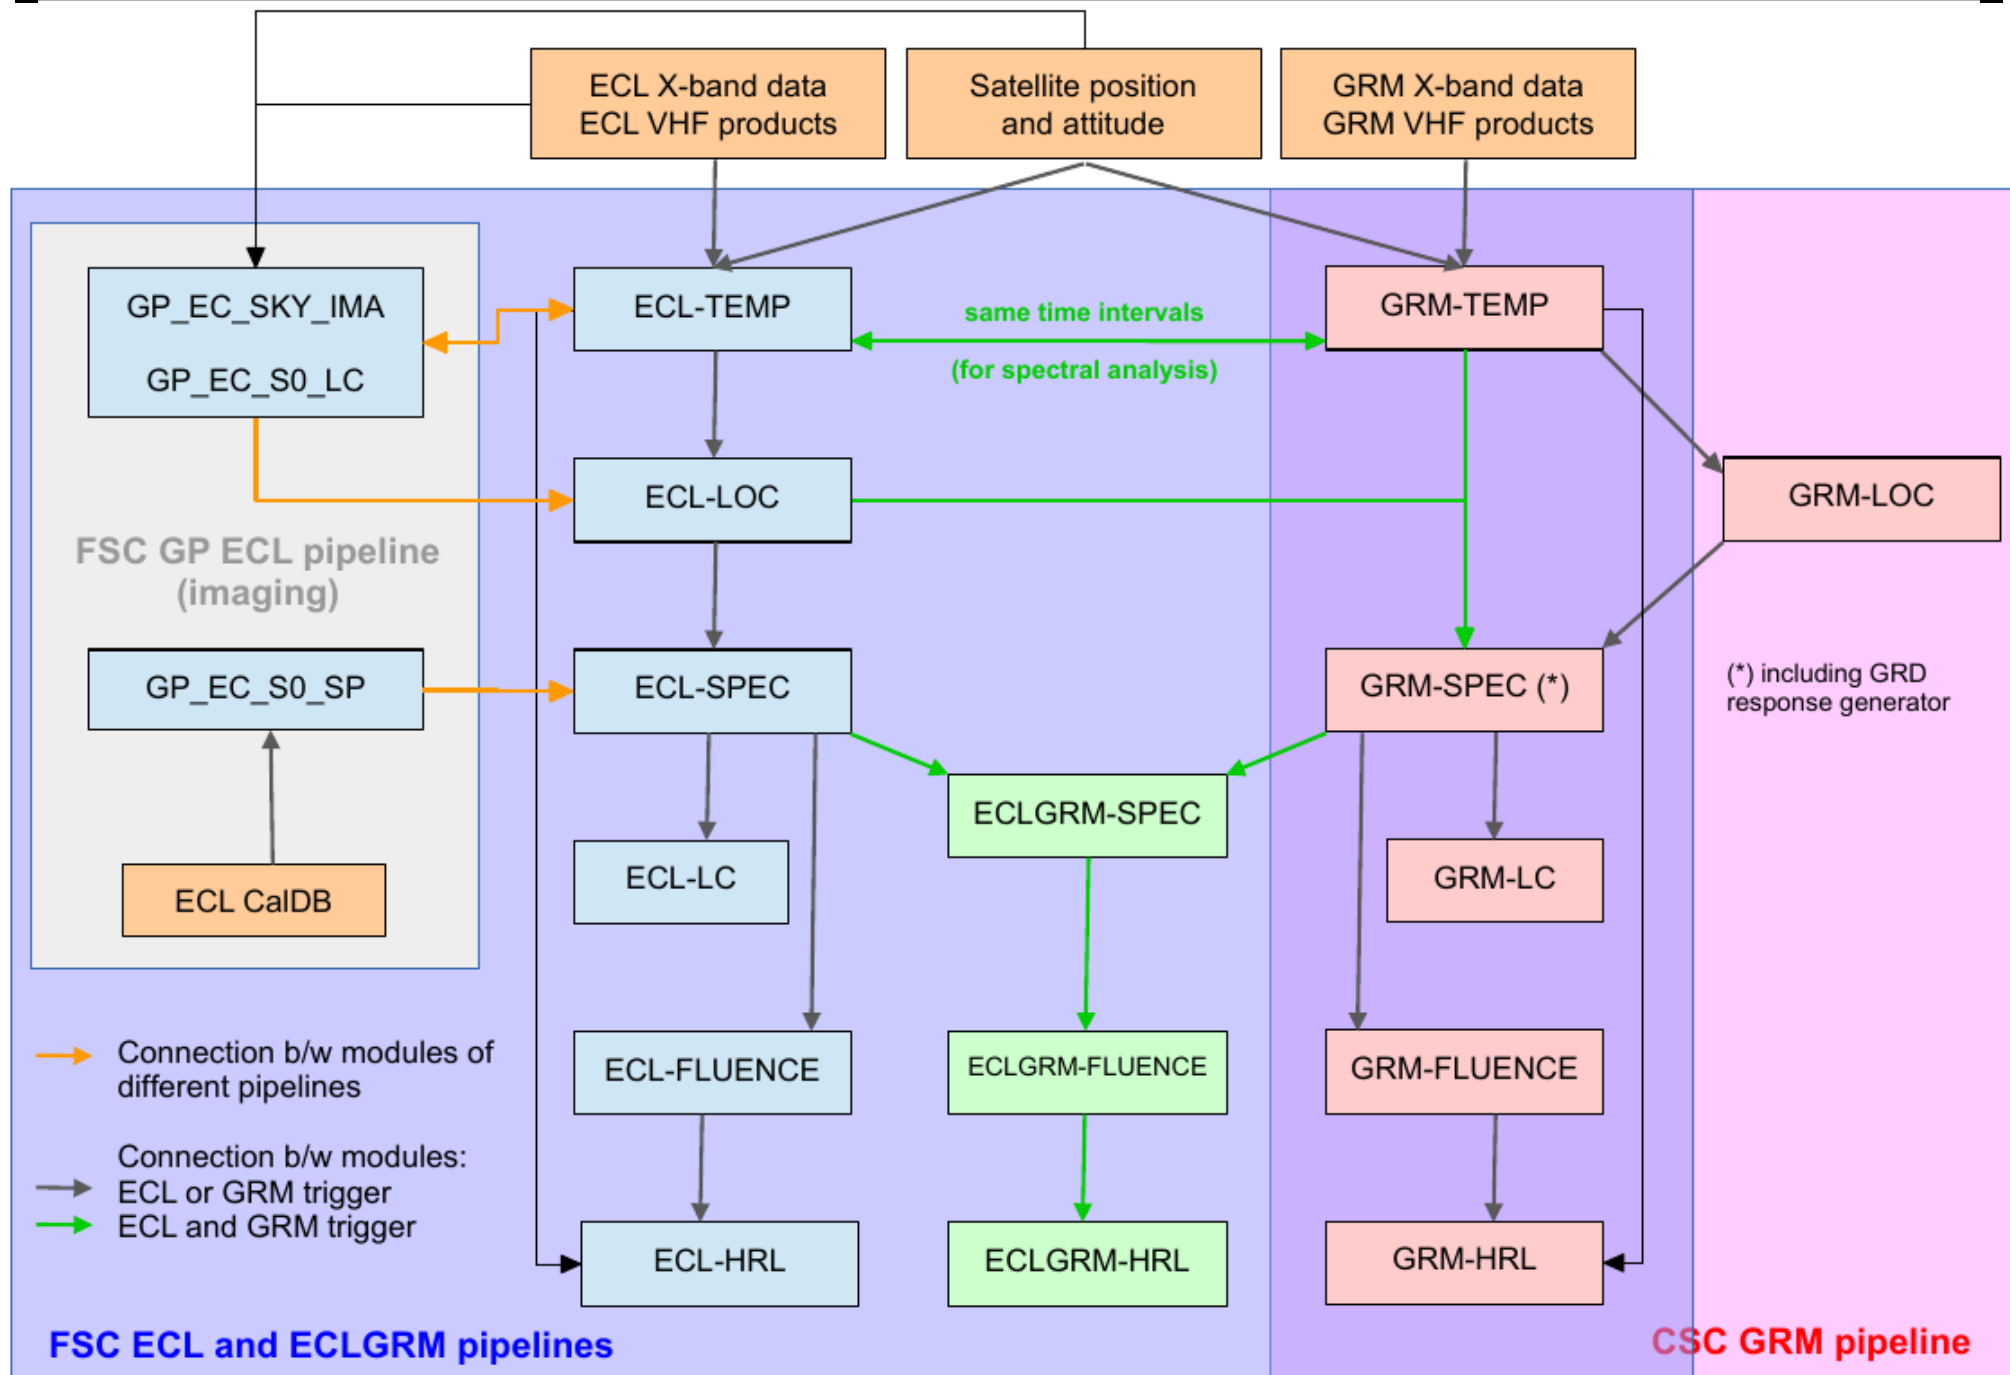 ECL X-band data
ECL VHF products
Satellite position
and attitude
GRM X-band data
GRM VHF products
GP_EC_SKY_IMA
GP_EC_S0_LC
ECL-TEMP
same time intervals
(for spectral analysis)
GRM-TEMP
ECL-LOC
GRM-LOC
FSC GP ECL pipeline
(imaging)
GP_EC_S0_SP
ECL-SPEC
GRM-SPEC (*)
(*) including GRD
response generator
ECLGRM-SPEC
ECL CalDB
ECL-LC
GRM-LC
Connection b/w modules of
different pipelines
ECL-FLUENCE
ECLGRM-FLUENCE
GRM-FLUENCE
Connection b/w modules:
ECL or GRM trigger
ECL and GRM trigger
ECL-HRL
ECLGRM-HRL
GRM-HRL
FSC ECL and ECLGRM pipelines
CSC GRM pipeline